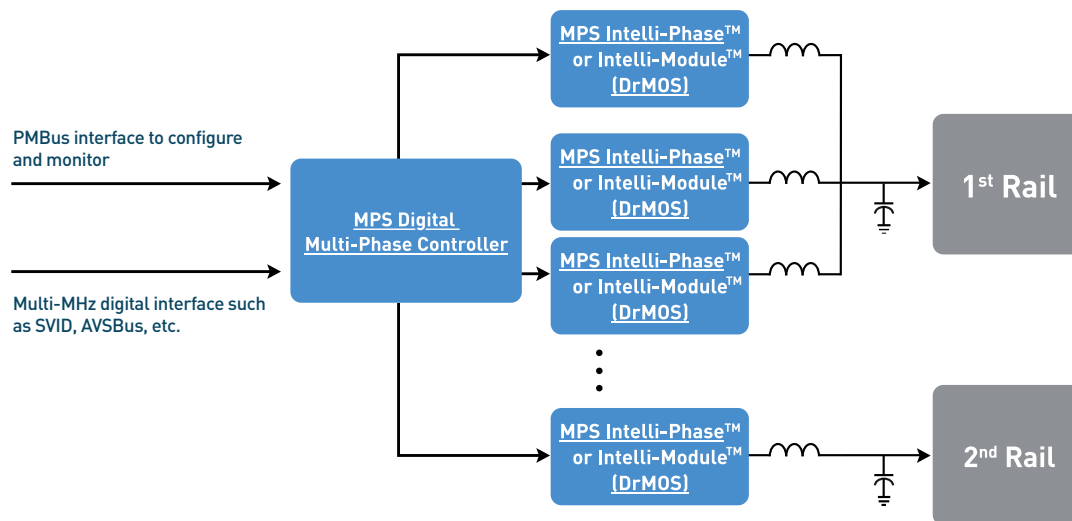 MPS Intelli-Phase™
or Intelli-Module™
(DrMOS)
PMBus interface to configure
and monitor
MPS Intelli-Phase™
or Intelli-Module™
(DrMOS)
1st Rail
MPS Digital
Multi-Phase Controller
MPS Intelli-Phase™
or Intelli-Module™
(DrMOS)
Multi-MHz digital interface such
as SVID, AVSBus, etc.
MPS Intelli-Phase™
or Intelli-Module™
(DrMOS)
2nd Rail